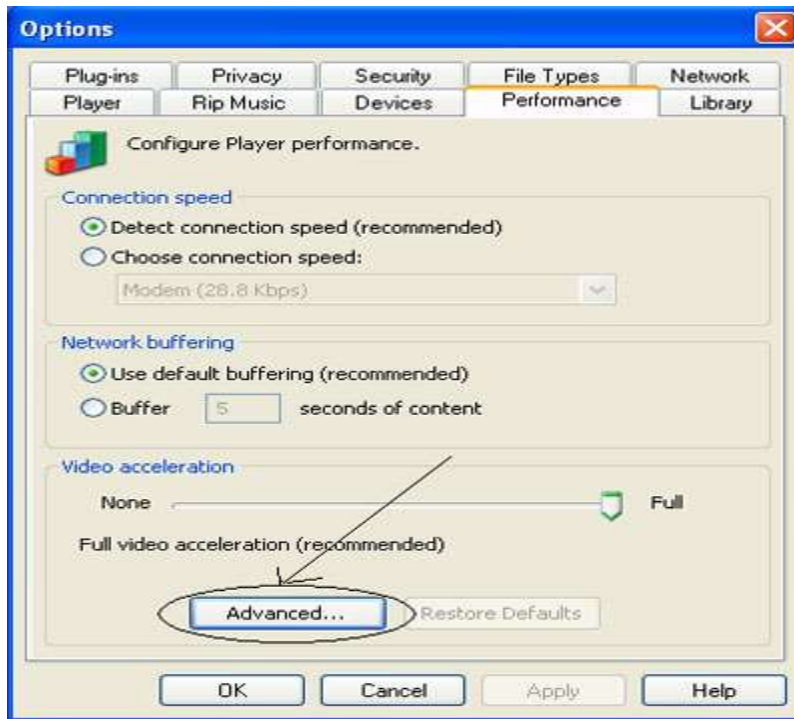 Options
Plug-ins Privacy Security File Types Network
Player Rip Music Devices Performance Library
Configure Player performance.
Connection speed
Detect connection speed (recommended)
Choose connection speed:
Modem (28.8 Kbps)
Network buffering
Use default buffering (recommended)
Buffer 5 seconds of content
Video acceleration
None Full
Full video acceleration (recommended)
Advanced... Restore Defaults
OK Cancel Apply Help